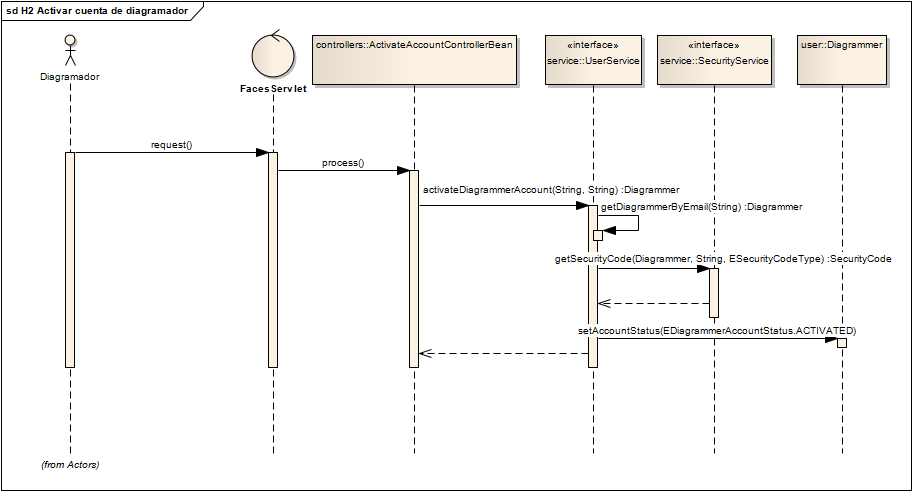 sd H2 Activar cuenta de diagramador
Diagramador
FacesServlet
controllers::ActivateAccountControllerBean
«interface»
service::UserService
«interface»
service::SecurityService
user::Diagrammer
request()
process()
activateDiagrammerAccount(String, String) :Diagrammer
getDiagrammerByEmail(String) :Diagrammer
getSecurityCode(Diagrammer, String, ESecurityCodeType) :SecurityCode
setAccountStatus(EDiagrammerAccountStatus.ACTIVATED)
(from Actors)